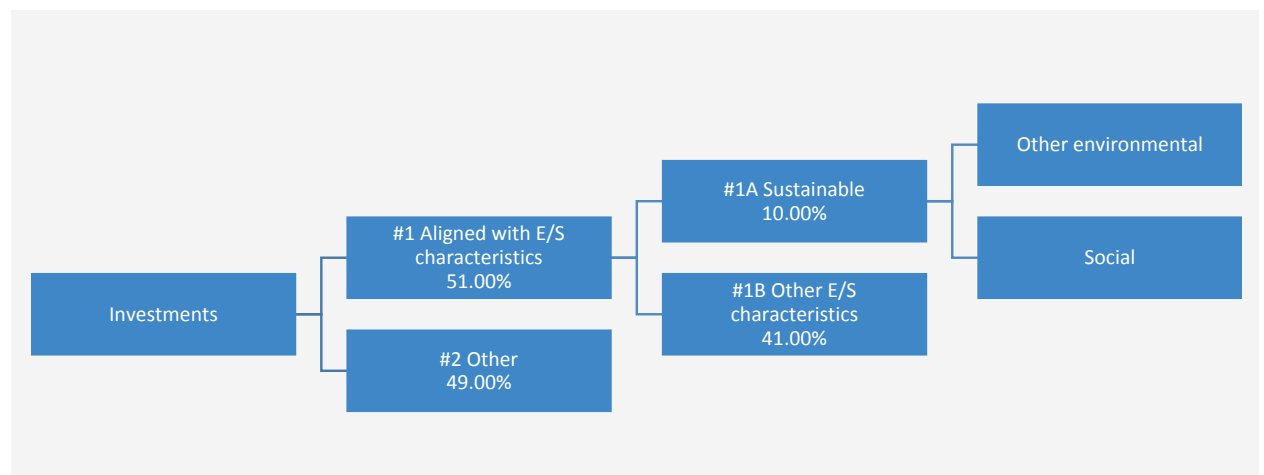 Investments
#1 Aligned with E/S
characteristics
51.00%
#2 Other
49.00%
#1A Sustainable
10.00%
#1B Other E/S
characteristics
41.00%
Other environmental
Social